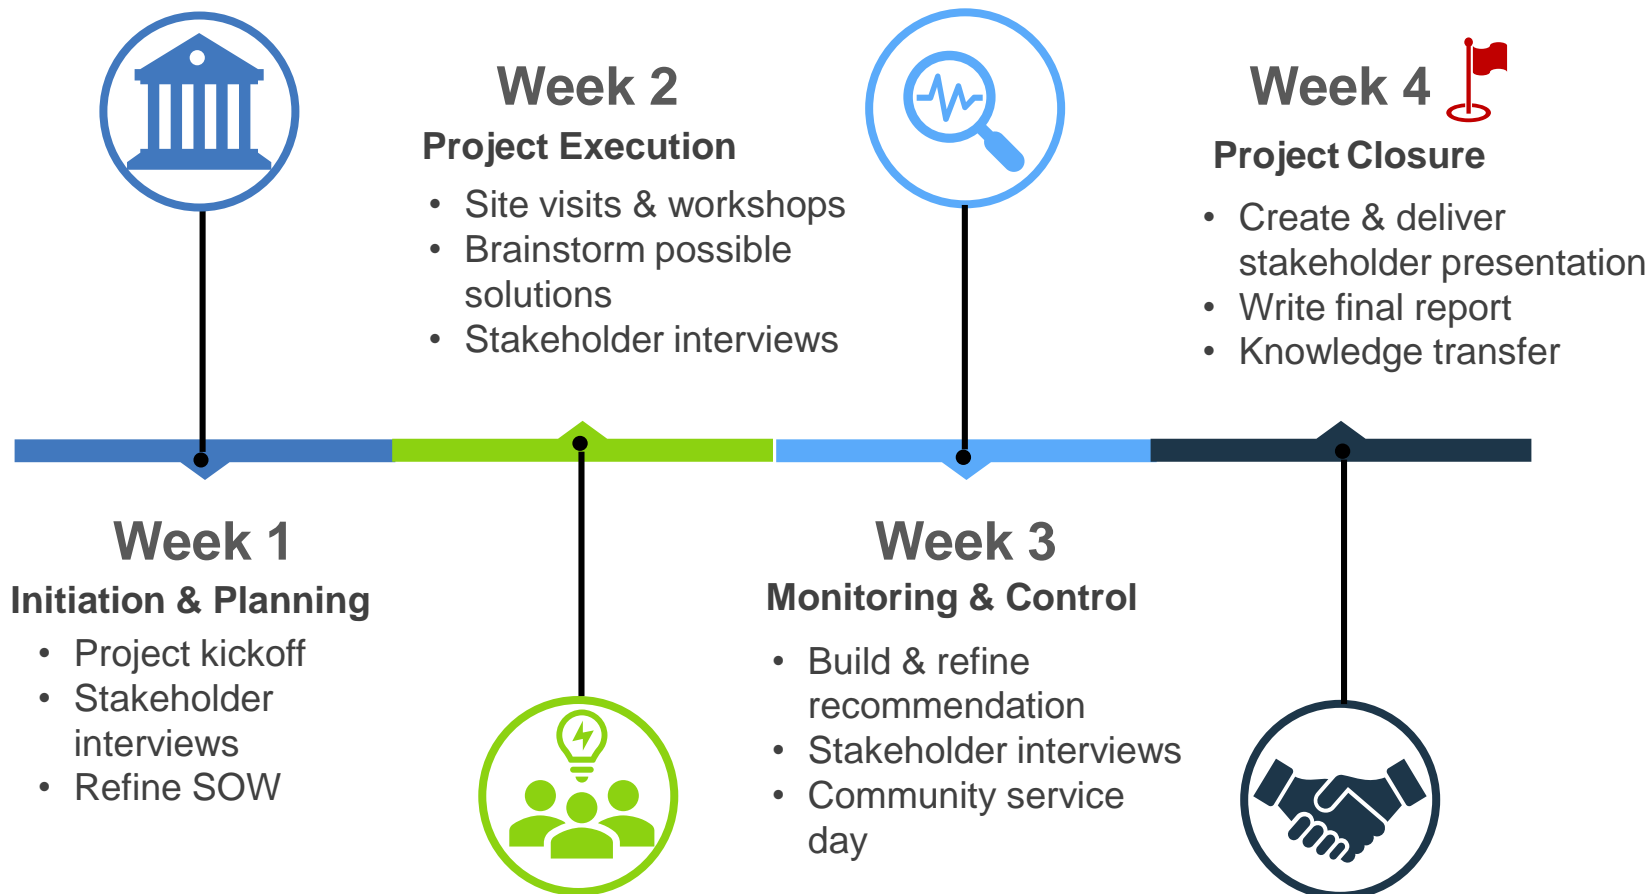 Week 1
Initiation & Planning
• Project kickoff
• Stakeholder
interviews
• Refine SOW
Week 2
Project Execution
• Site visits & workshops
• Brainstorm possible
solutions
• Stakeholder interviews
Week 3
Monitoring & Control
• Build & refine
recommendation
• Stakeholder interviews
• Community service
day
Week 4
Project Closure
• Create & deliver
stakeholder presentation
• Write final report
• Knowledge transfer